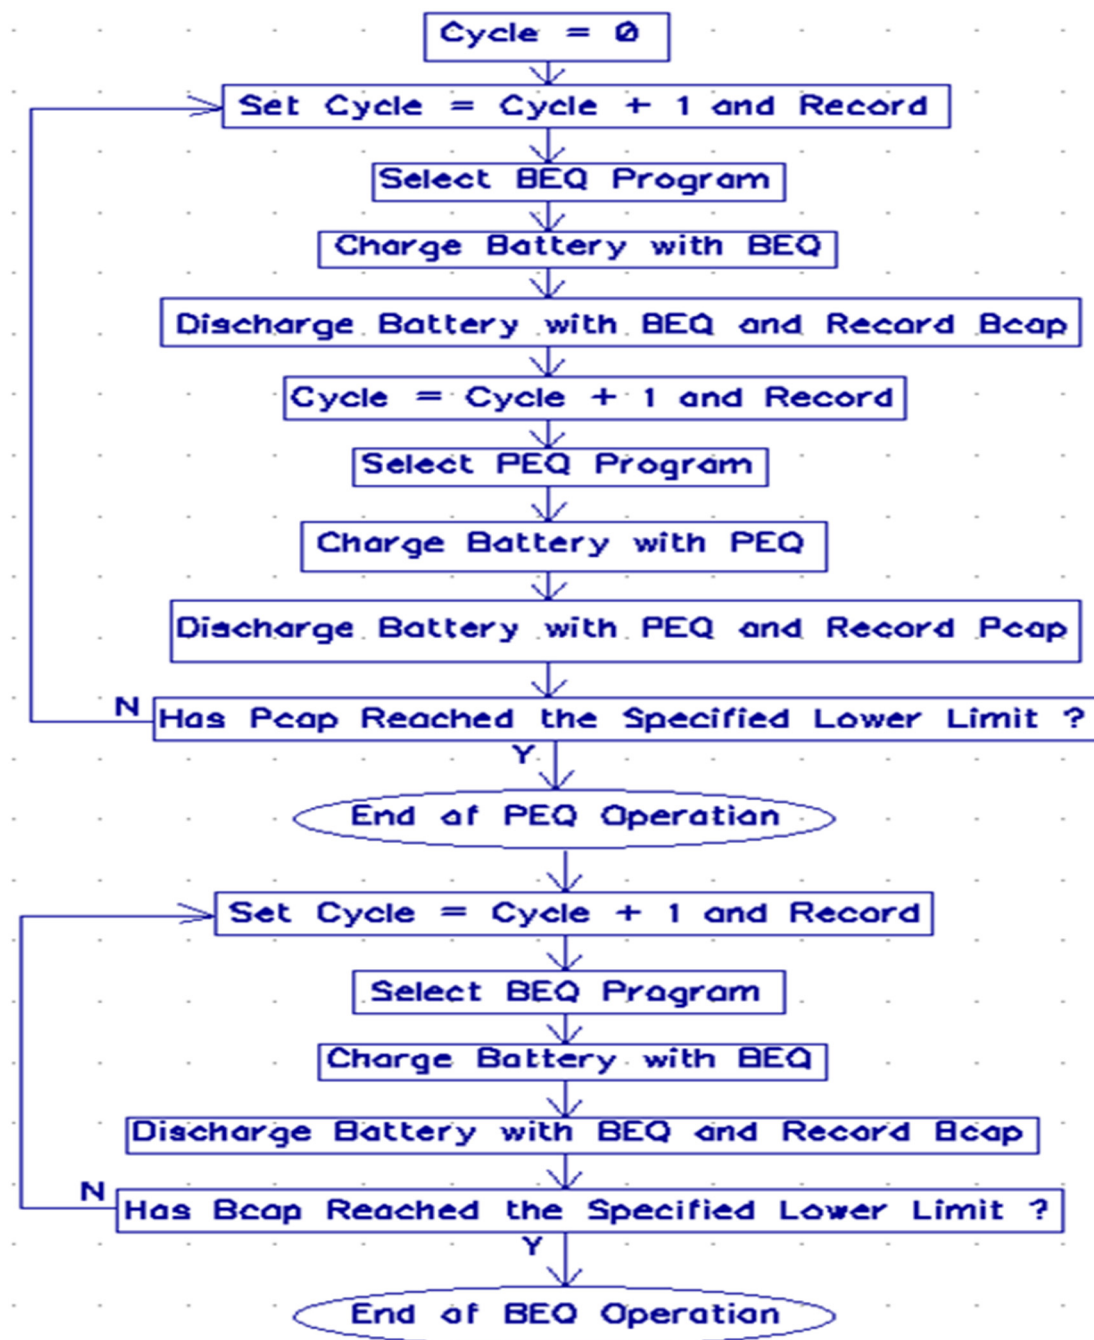 Cycle = 0
Set Cycle = Cycle + 1 and Record
Select BEQ Program
Charge Battery with BEQ
Discharge Battery with BEQ and Record Bcap
Cycle = Cycle + 1 and Record
Select PEQ Program
Charge Battery with PEQ
Discharge Battery with PEQ and Record Pcap
N
Has Pcap Reached the Specified Lower Limit ?
Y
End of PEQ Operation
Set Cycle = Cycle + 1 and Record
Select BEQ Program
Charge Battery with BEQ
Discharge Battery with BEQ and Record Bcap
N
Has Bcap Reached the Specified Lower Limit ?
Y
End of BEQ Operation